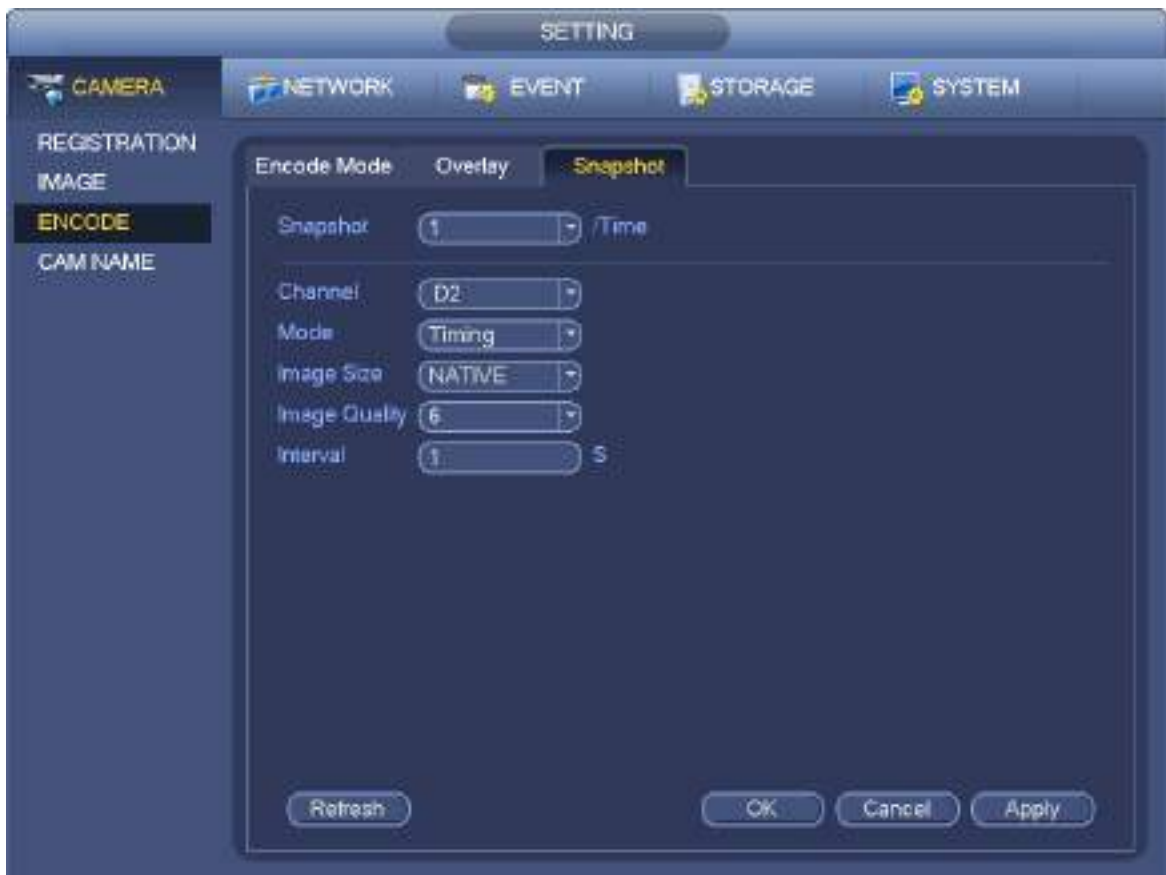 SETTING
CAMERA NETWORK EVENT STORAGE SYSTEM
REGISTRATION
IMAGE
ENCODE
CAM NAME
Encode Mode Overlay Snapshot
Snapshot 1 /Time
Channel D2
Mode Timing
Image Size NATIVE
Image Quality 6
Interval 1 S
Refresh OK Cancel Apply